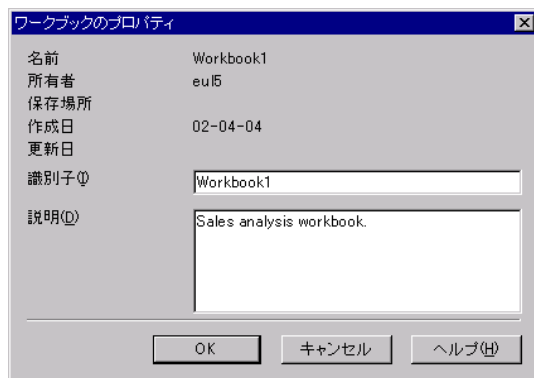 ワークブックのプロパティ
名前 Workbook1
所有者 eul5
保存場所
作成日 02-04-04
更新日
識別子(I) Workbook1
説明(D) Sales analysis workbook.
OK キャンセル ヘルプ(H)